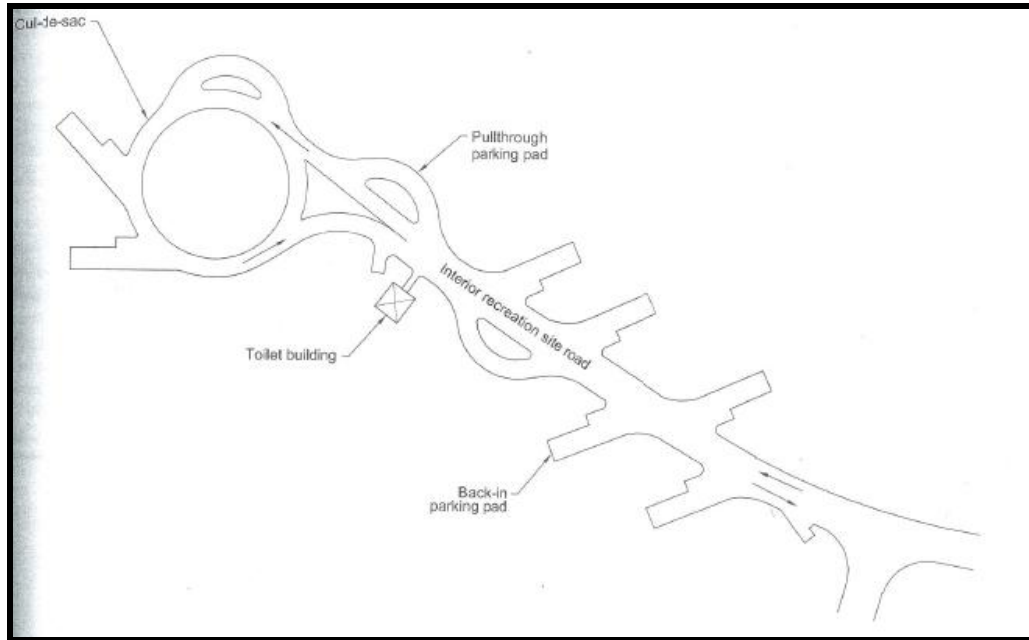 Cul-de-sac
Pullthrough
parking pad
Interior recreation site road
Toilet building
Back-in
parking pad